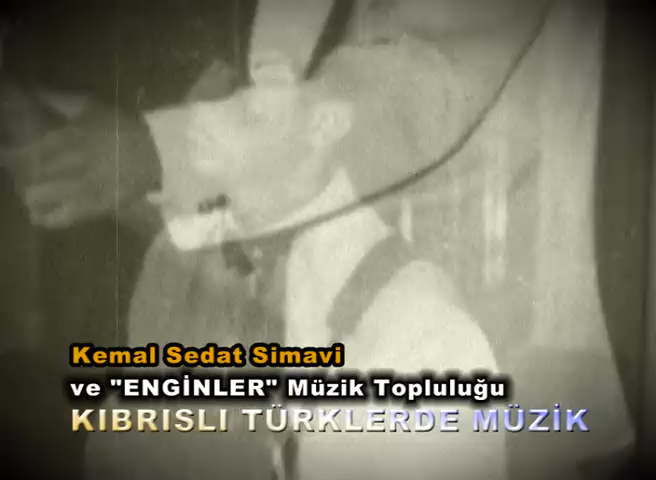 Kemal Sedat Simavi
ve "ENGİNLER" Müzik Topluluğu
KIBRISLI TÜRKLERDE MÜZİK